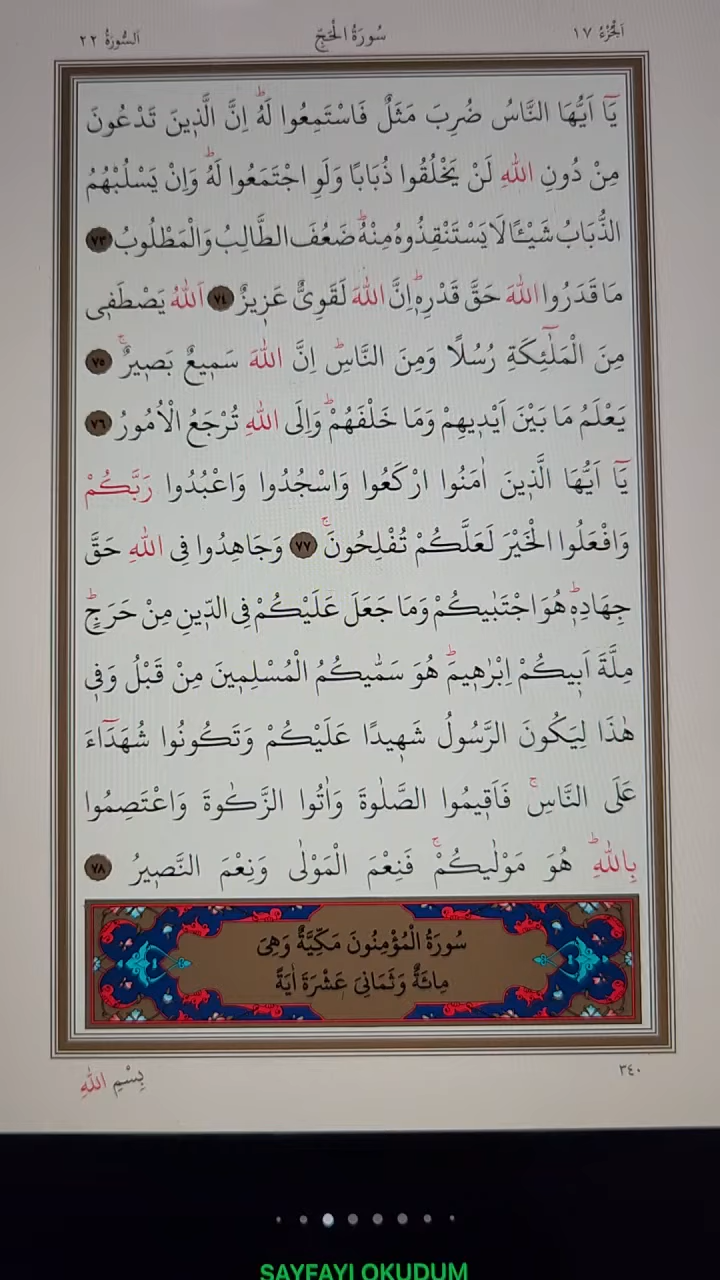 اَلْجُزْءُ ١٧ سُورَةُ الْحَجِّ اَلسُّورَةُ ٢٢
يَٓا اَيُّهَا النَّاسُ ضُرِبَ مَثَلٌ فَاسْتَمِعُوا لَهُۜ اِنَّ الَّذ۪ينَ تَدْعُونَ
مِنْ دُونِ اللّٰهِ لَنْ يَخْلُقُوا ذُبَابًا وَلَوِ اجْتَمَعُوا لَهُۜ وَاِنْ يَسْلُبْهُمُ
الذُّبَابُ شَيْـًٔا لَا يَسْتَنْقِذُوهُ مِنْهُۜ ضَعُفَ الطَّالِبُ وَالْمَطْلُوبُ ٧٣
مَا قَدَرُوا اللّٰهَ حَقَّ قَدْرِه۪ۜ اِنَّ اللّٰهَ لَقَوِيٌّ عَز۪يزٌ ٧٤ اَللّٰهُ يَصْطَف۪ي
مِنَ الْمَلٰٓئِكَةِ رُسُلًا وَمِنَ النَّاسِۜ اِنَّ اللّٰهَ سَم۪يعٌ بَص۪يرٌۚ ٧٥
يَعْلَمُ مَا بَيْنَ اَيْد۪يهِمْ وَمَا خَلْفَهُمْۜ وَاِلَى اللّٰهِ تُرْجَعُ الْاُمُورُ ٧٦
يَٓا اَيُّهَا الَّذ۪ينَ اٰمَنُوا ارْكَعُوا وَاسْجُدُوا وَاعْبُدُوا رَبَّكُمْ
وَافْعَلُوا الْخَيْرَ لَعَلَّكُمْ تُفْلِحُونَۚ ٧٧ وَجَاهِدُوا فِي اللّٰهِ حَقَّ
جِهَادِه۪ۜ هُوَ اجْتَبٰيكُمْ وَمَا جَعَلَ عَلَيْكُمْ فِي الدّ۪ينِ مِنْ حَرَجٍۜ
مِلَّةَ اَب۪يكُمْ اِبْرٰه۪يمَۜ هُوَ سَمّٰيكُمُ الْمُسْلِم۪ينَ مِنْ قَبْلُ وَف۪ي
هٰذَا لِيَكُونَ الرَّسُولُ شَه۪يدًا عَلَيْكُمْ وَتَكُونُوا شُهَدَٓاءَ
عَلَى النَّاسِۚ فَاَق۪يمُوا الصَّلٰوةَ وَاٰتُوا الزَّكٰوةَ وَاعْتَصِمُوا
بِاللّٰهِۜ هُوَ مَوْلٰيكُمْۚ فَنِعْمَ الْمَوْلٰى وَنِعْمَ النَّص۪يرُ ٧٨
سُورَةُ الْمُؤْمِنُونَ مَكِّيَّةٌ وَهِيَ
مِائَةٌ وَثَمَانِيَ عَشْرَةَ اٰيَةً
٣٤٠
بِسْمِ اللّٰهِ
SAYFAYI OKUDUM